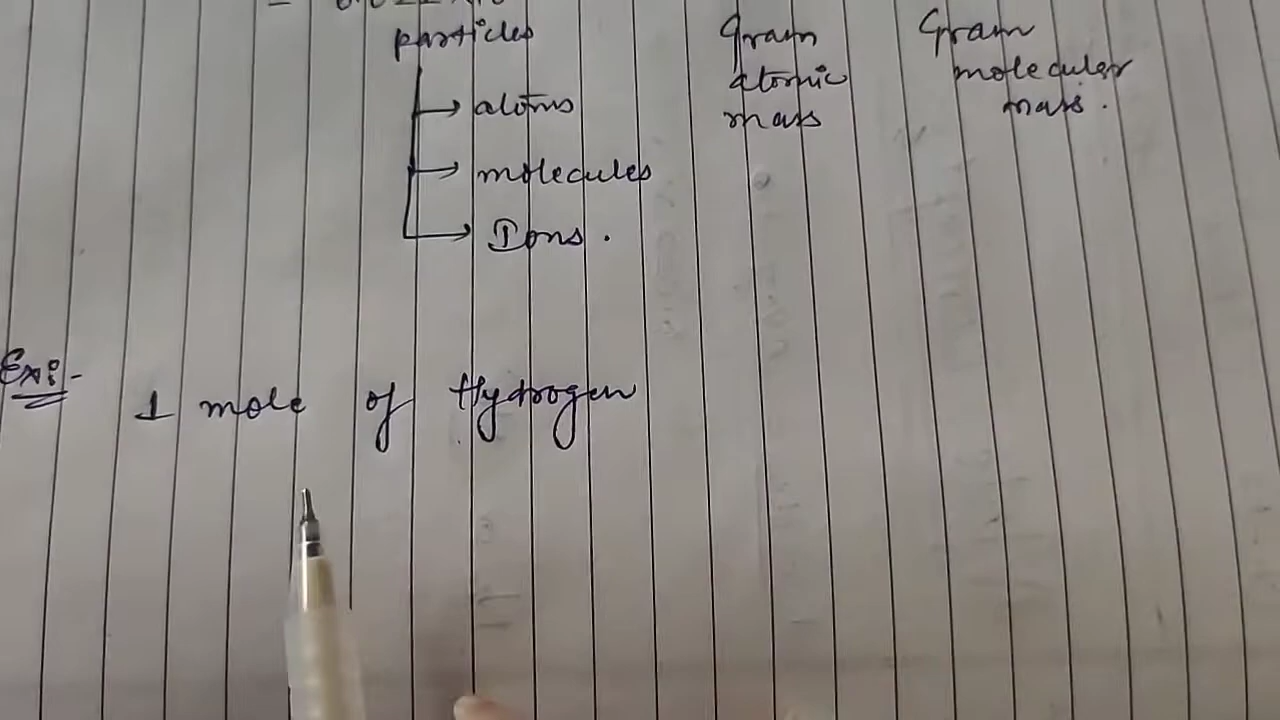 particles
atoms
molecules
Ions.
Gram
atomic
mass
Gram
molecular
mass.
Ex:-
1 mole of Hydrogen